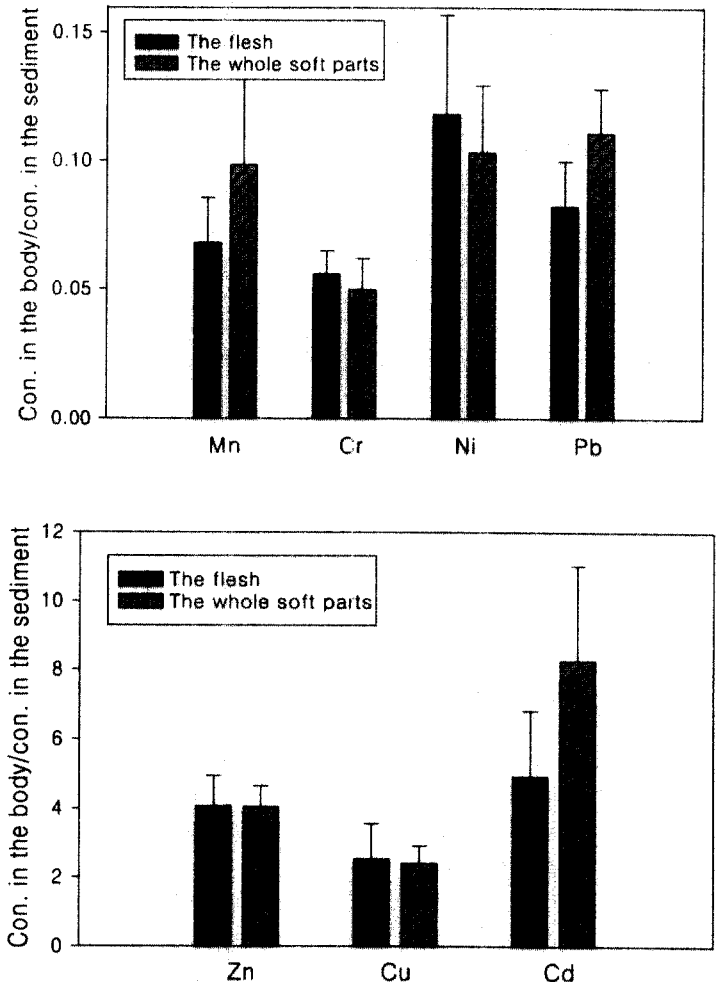 Con. in the body/con. in the sediment
0.15
0.10
0.05
0.00
The flesh
The whole soft parts
Mn Cr Ni Pb
Con. in the body/con. in the sediment
12
10
8
6
4
2
0
The flesh
The whole soft parts
Zn Cu Cd